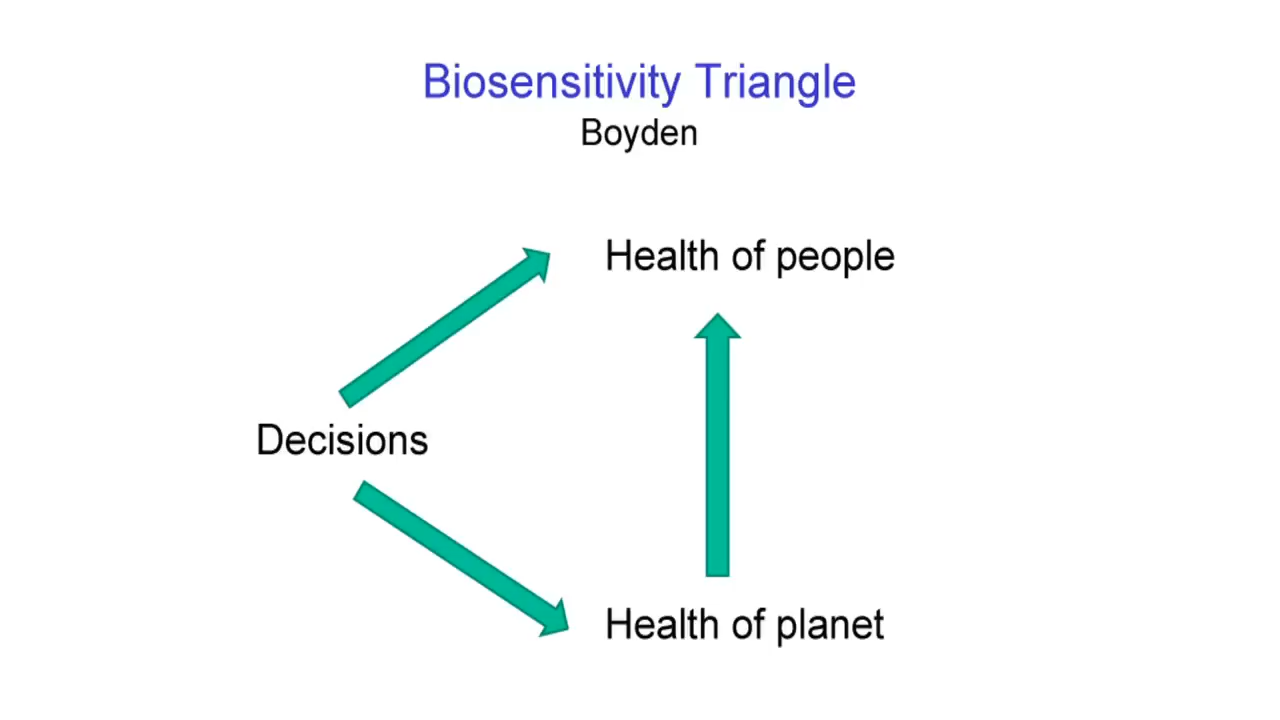 Biosensitivity Triangle
Boyden
Health of people
Decisions
Health of planet